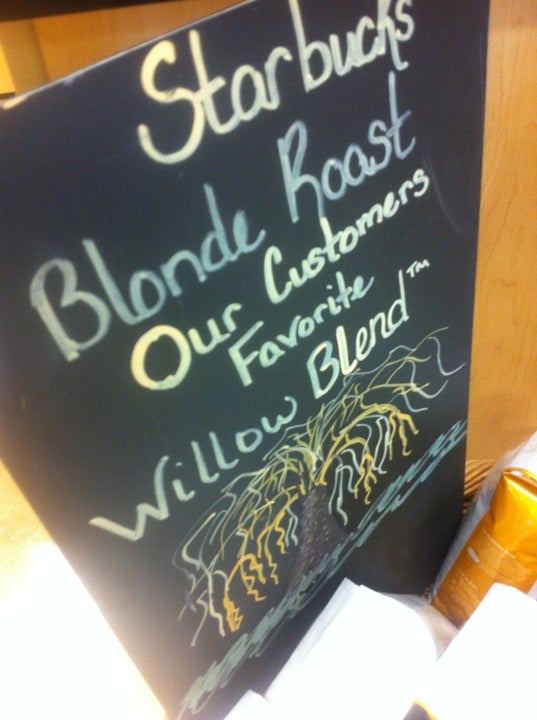 Starbucks
Blonde Roast
Our Customers
Favorite
Willow Blend™